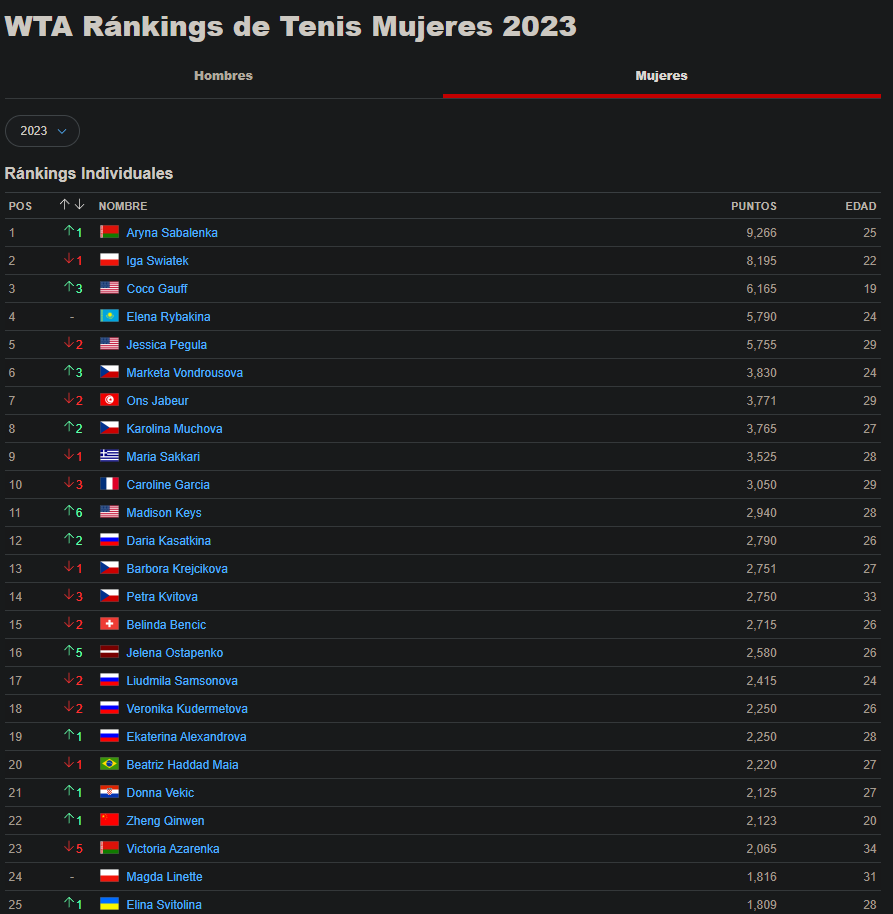 WTA Ránkings de Tenis Mujeres 2023
Hombres Mujeres
2023
Ránkings Individuales
POS ↑↓ NOMBRE PUNTOS EDAD
1 ↑1 Aryna Sabalenka 9,266 25
2 ↓1 Iga Swiatek 8,195 22
3 ↑3 Coco Gauff 6,165 19
4 - Elena Rybakina 5,790 24
5 ↓2 Jessica Pegula 5,755 29
6 ↑3 Marketa Vondrousova 3,830 24
7 ↓2 Ons Jabeur 3,771 29
8 ↑2 Karolina Muchova 3,765 27
9 ↓1 Maria Sakkari 3,525 28
10 ↓3 Caroline Garcia 3,050 29
11 ↑6 Madison Keys 2,940 28
12 ↑2 Daria Kasatkina 2,790 26
13 ↓1 Barbora Krejcikova 2,751 27
14 ↓3 Petra Kvitova 2,750 33
15 ↓2 Belinda Bencic 2,715 26
16 ↑5 Jelena Ostapenko 2,580 26
17 ↓2 Liudmila Samsonova 2,415 24
18 ↓2 Veronika Kudermetova 2,250 26
19 ↑1 Ekaterina Alexandrova 2,250 28
20 ↓1 Beatriz Haddad Maia 2,220 27
21 ↑1 Donna Vekic 2,125 27
22 ↑1 Zheng Qinwen 2,123 20
23 ↓5 Victoria Azarenka 2,065 34
24 - Magda Linette 1,816 31
25 ↑1 Elina Svitolina 1,809 28